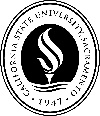 CALIFORNIA STATE UNIVERSITY, SACRAMENTO
• 1947 •